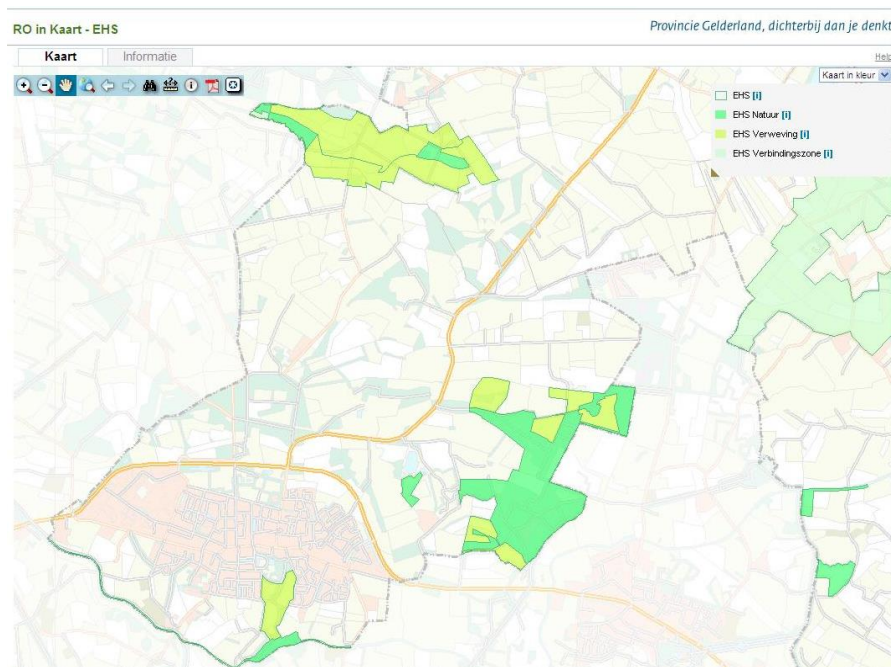 RO in Kaart - EHS
Provincie Gelderland, dichterbij dan je denkt
Kaart
Informatie
Help
Kaart in kleur
EHS [i]
EHS Natuur [i]
EHS Verweving [i]
EHS Verbindingszone [i]